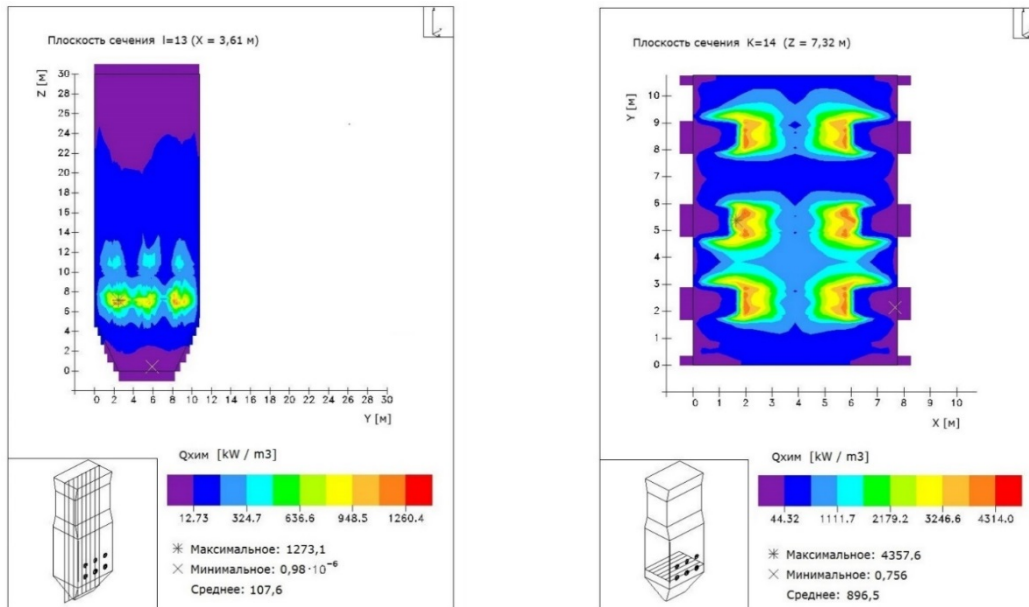 Плоскость сечения I=13 (X = 3,61 м)
Z [м]
30
28
26
24
22
20
18
16
14
12
10
8
6
5
4
2
0
0 2 4 6 8 10 12 14 16 18 20 22 24 26 28 30
Y [м]
Qхим [kW / m3]
12.73 324.7 636.6 948.5 1260.4
Максимальное: 1273,1
Минимальное: 0,98·10⁻⁶
Среднее: 107,6
Плоскость сечения K=14 (Z = 7,32 м)
Y [м]
10
9
8
7
6
5
4
3
2
1
0
0 1 2 3 4 5 6 7 8 9 10
X [м]
Qхим [kW / m3]
44.32 1111.7 2179.2 3246.6 4314.0
Максимальное: 4357,6
Минимальное: 0,756
Среднее: 896,5